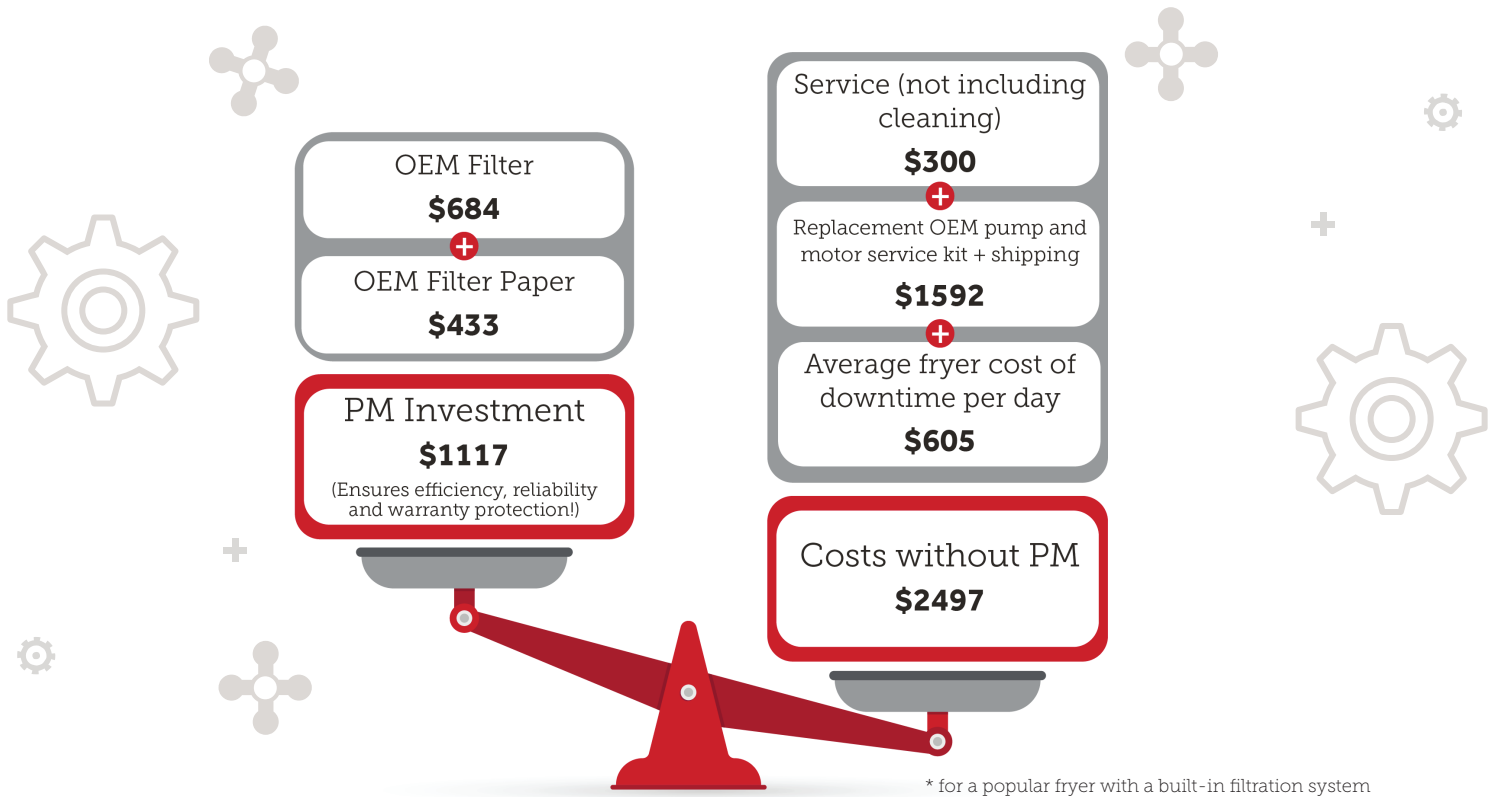 OEM Filter
$684
+
OEM Filter Paper
$433
PM Investment
$1117
(Ensures efficiency, reliability
and warranty protection!)
Service (not including
cleaning)
$300
+
Replacement OEM pump and
motor service kit + shipping
$1592
+
Average fryer cost of
downtime per day
$605
Costs without PM
$2497
* for a popular fryer with a built-in filtration system